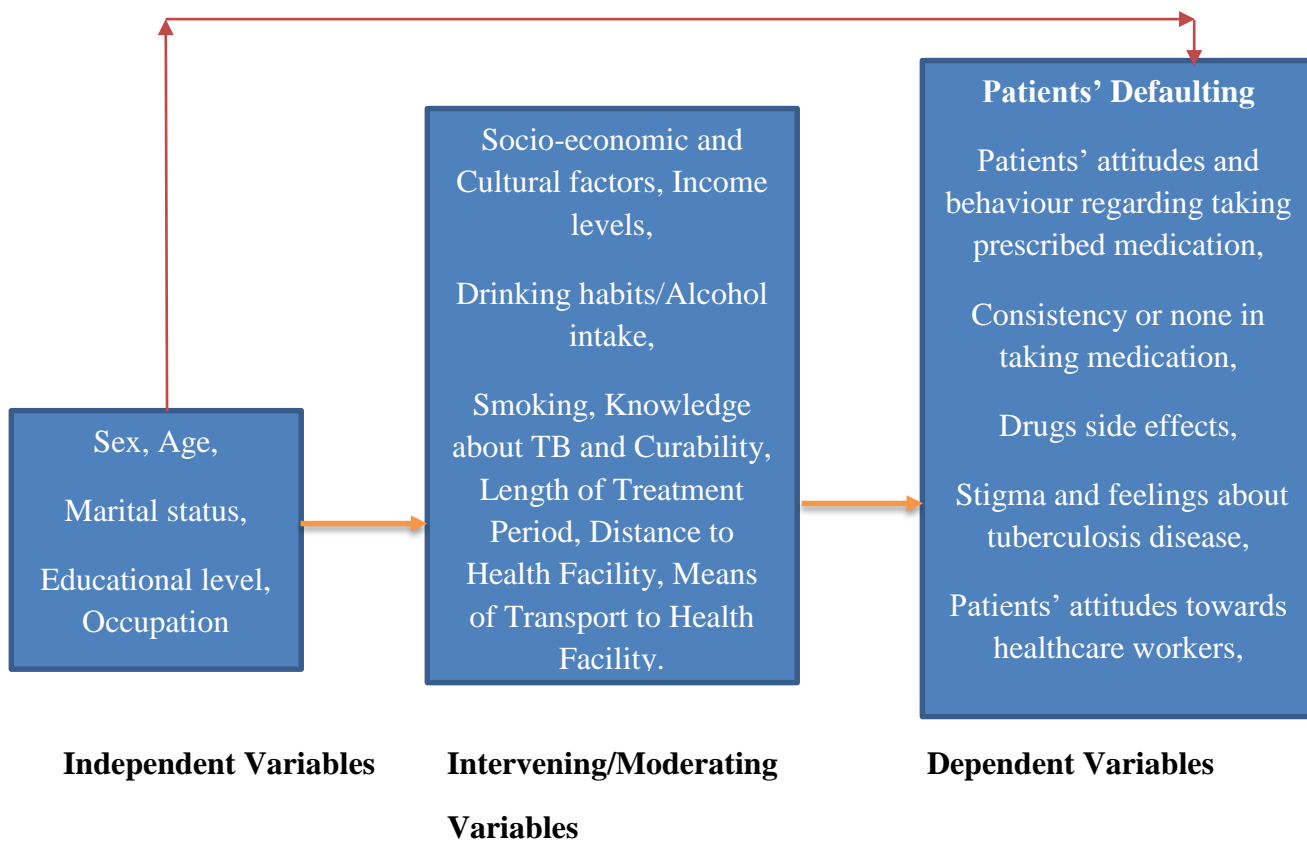 Sex, Age,
Marital status,
Educational level,
Occupation
Socio-economic and
Cultural factors, Income
levels,
Drinking habits/Alcohol
intake,
Smoking, Knowledge
about TB and Curability,
Length of Treatment
Period, Distance to
Health Facility, Means
of Transport to Health
Facility.
Patients’ Defaulting
Patients’ attitudes and
behaviour regarding taking
prescribed medication,
Consistency or none in
taking medication,
Drugs side effects,
Stigma and feelings about
tuberculosis disease,
Patients’ attitudes towards
healthcare workers,
Independent Variables
Intervening/Moderating
Variables
Dependent Variables